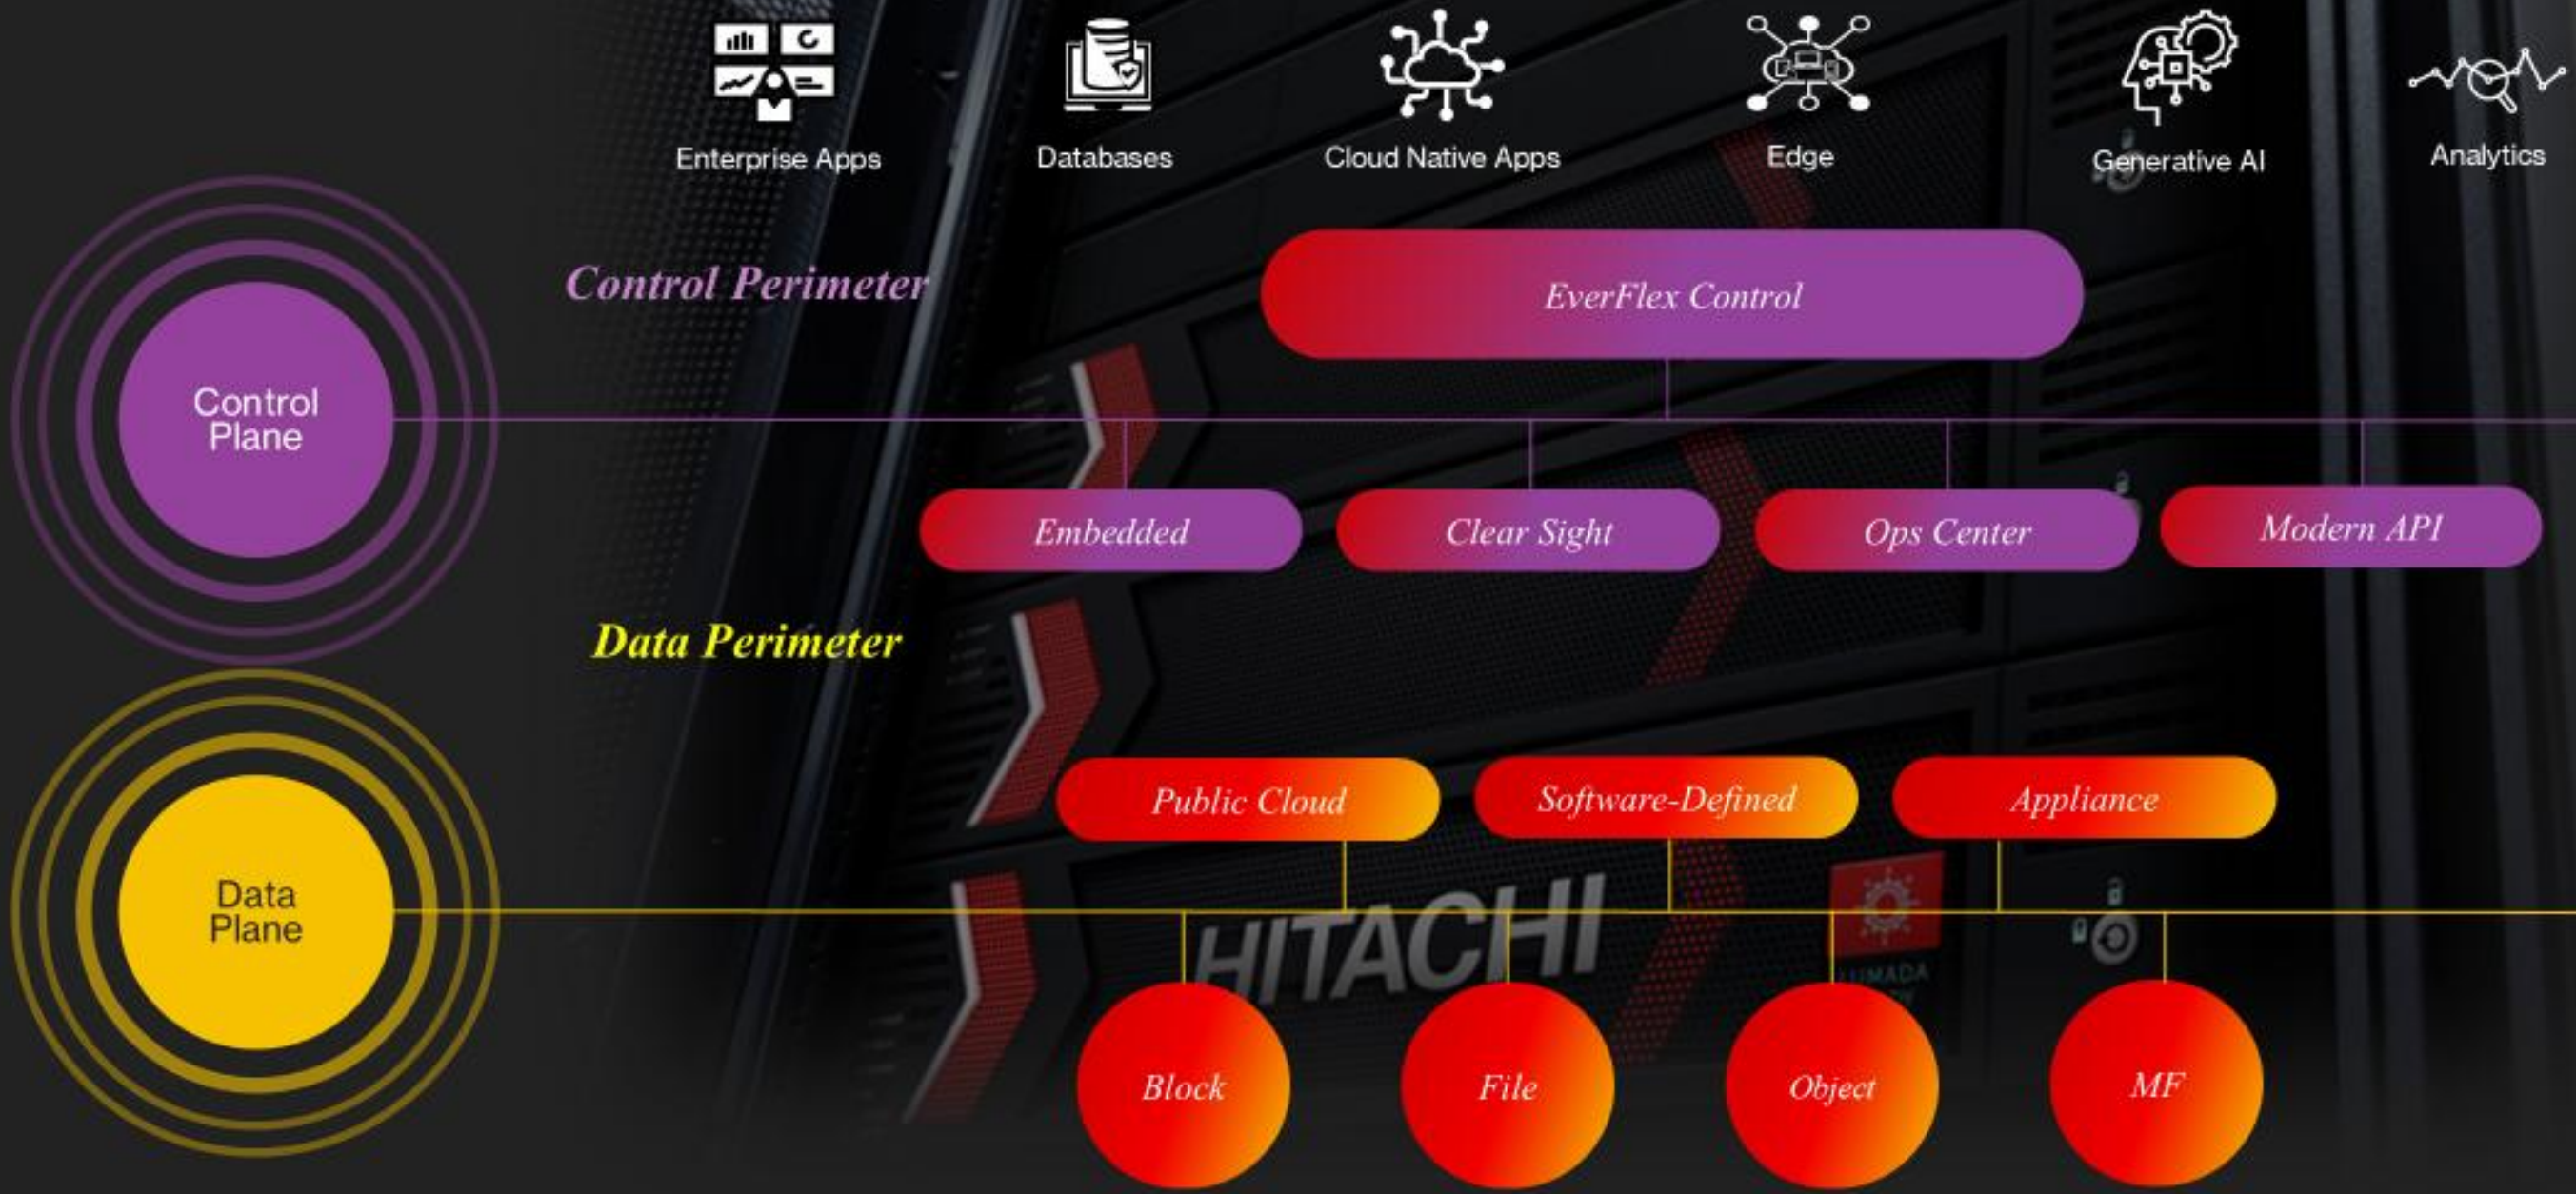 Enterprise Apps
Databases
Cloud Native Apps
Edge
Generative AI
Analytics
Control Perimeter
EverFlex Control
Control
Plane
Embedded
Clear Sight
Ops Center
Modern API
Data Perimeter
Public Cloud
Software-Defined
Appliance
Data
Plane
HITACHI
LUMADA
Block
File
Object
MF